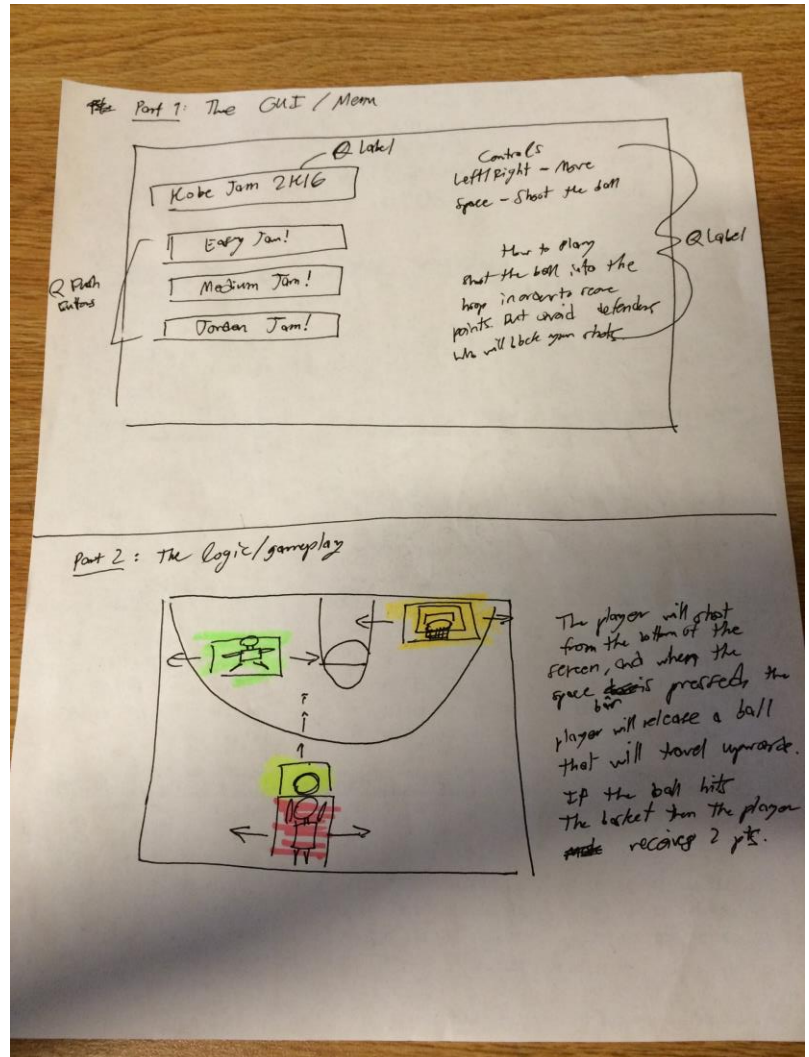 Part 1: The GUI / Menu
Q Label
Kobe Jam 2K16
Easy Jam!
Medium Jam!
Jordan Jam!
Q Push
Buttons
Controls
Left/Right - Move
Space - Shoot the ball
How to play
shoot the ball into the
hoop in order to score
points. But avoid defenders
who will block your shots
Q Label
Part 2: The logic/gameplay
The player will shoot
from the bottom of the
screen, and when the
space bar is pressed, the
player will release a ball
that will travel upwards.
If the ball hits
The basket then the player
receives 2 pts.